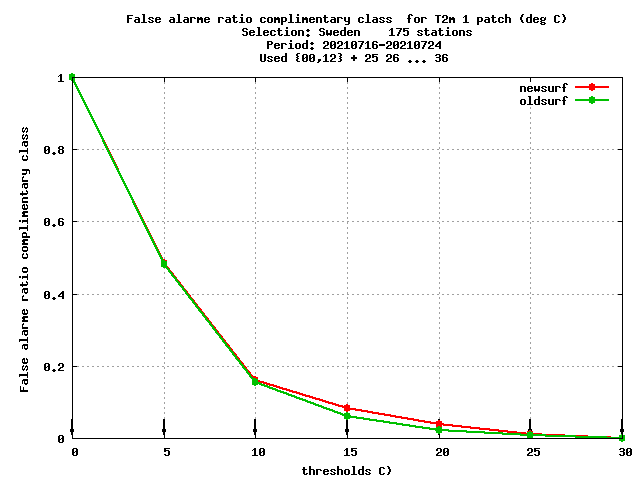 False alarme ratio complimentary class  for T2m 1 patch (deg C)
Selection: Sweden    175 stations
Period: 20210716-20210724
Used {00,12} + 25 26 ... 36
newsurf
oldsurf
False alarme ratio complimentary class
1
0.8
0.6
0.4
0.2
0
0 5 10 15 20 25 30
thresholds C)